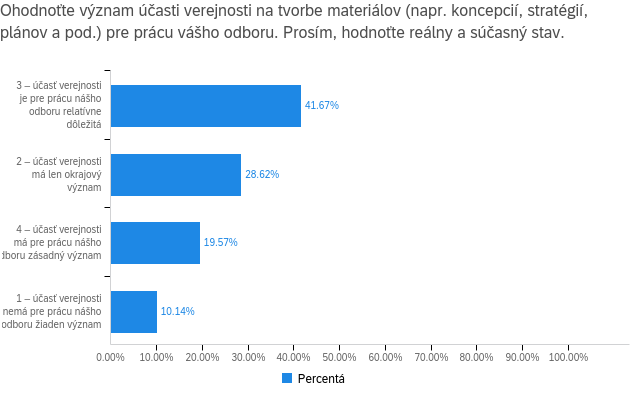 Ohodnoťte význam účasti verejnosti na tvorbe materiálov (napr. koncepcií, stratégií,
plánov a pod.) pre prácu vášho odboru. Prosím, hodnoťte reálny a súčasný stav.
3 – účasť verejnosti
je pre prácu nášho
odboru relatívne
dôležitá
41.67%
2 – účasť verejnosti
má len okrajový
význam
28.62%
4 – účasť verejnosti
má pre prácu nášho
zásadný význam
19.57%
1 – účasť verejnosti
nemá pre prácu nášho
odboru žiaden význam
10.14%
0.00% 10.00% 20.00% 30.00% 40.00% 50.00% 60.00% 70.00% 80.00% 90.00% 100.00%
Percentá